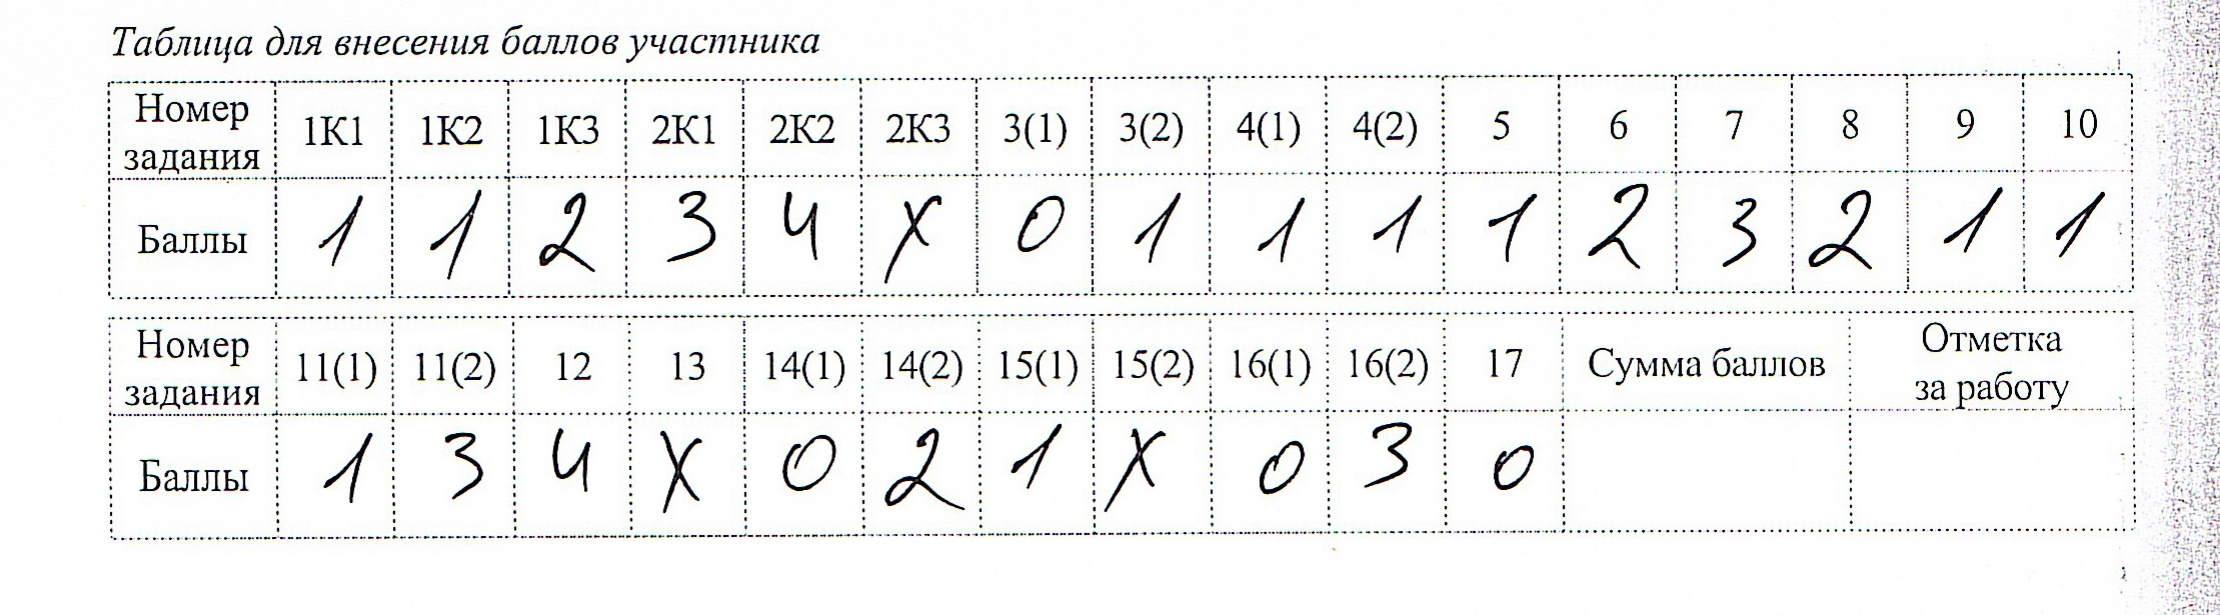 Таблица для внесения баллов участника
Номер задания 1К1 1К2 1К3 2К1 2К2 2К3 3(1) 3(2) 4(1) 4(2) 5 6 7 8 9 10
Баллы 1 1 2 3 4 X 0 1 1 1 1 2 3 2 1 1
Номер задания 11(1) 11(2) 12 13 14(1) 14(2) 15(1) 15(2) 16(1) 16(2) 17 Сумма баллов Отметка за работу
Баллы 1 3 4 X 0 2 1 X 0 3 0